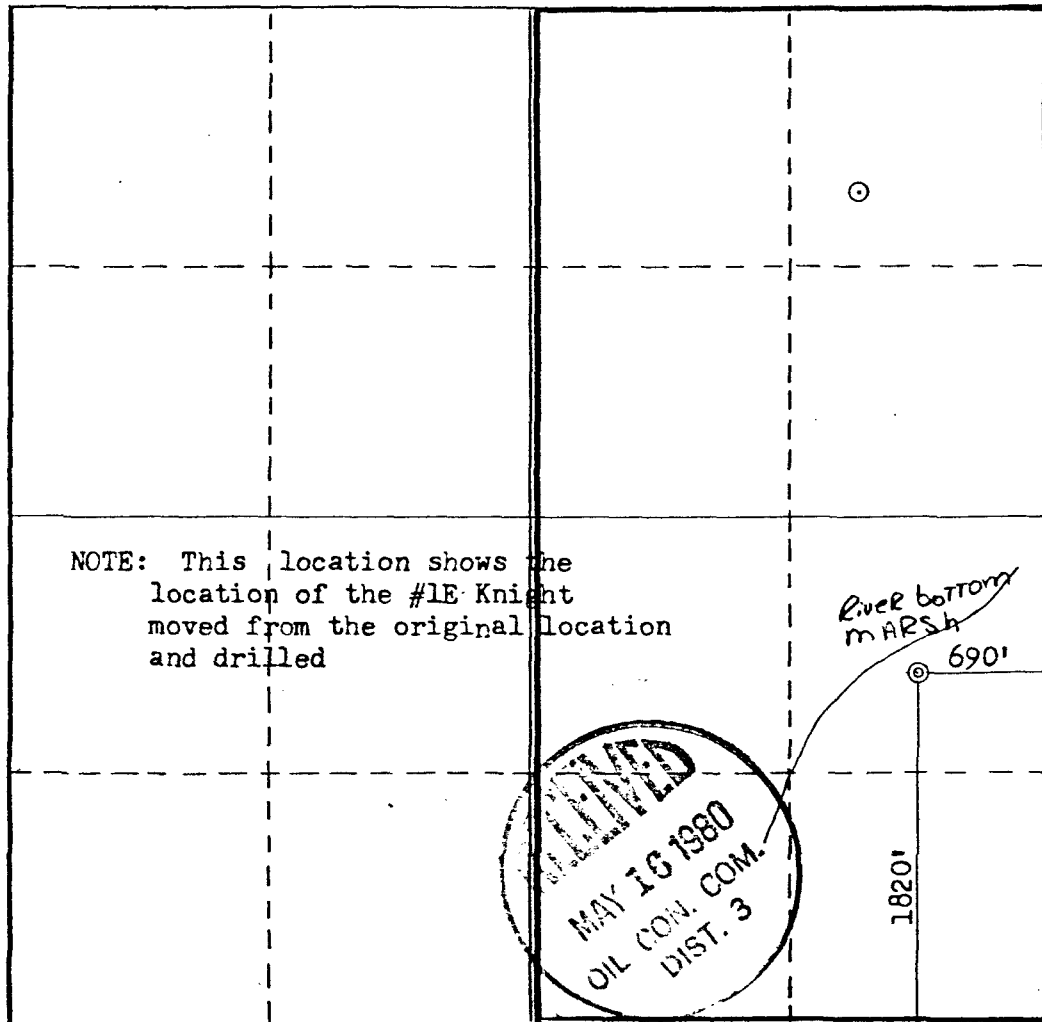 NOTE: This location shows the
location of the #1E Knight
moved from the original location
and drilled
River bottom
mARSh
690'
1820'
RECEIVED
MAY 16 1980
OIL CON. COM.
DIST. 3